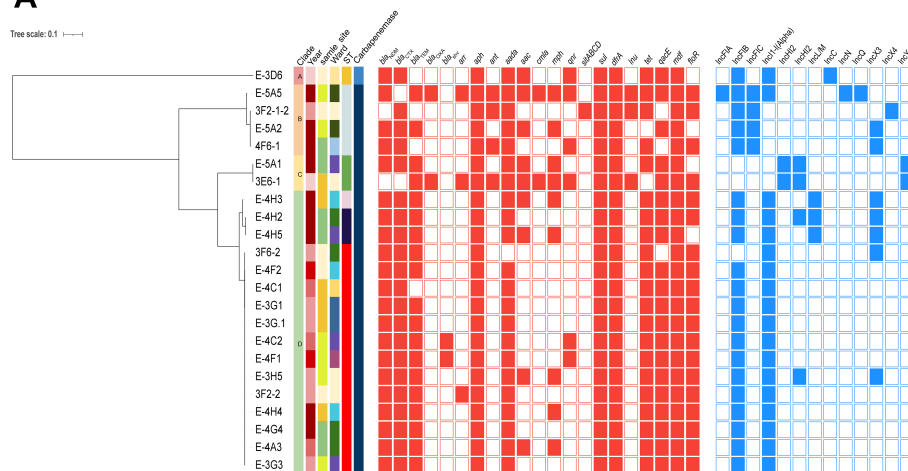 A
Tree scale: 0.1
Clade Year samle_site Ward ST Carbapenemase
blaNDM blaCTX blaTEM blaOXA blaSHV arr aph ant aada aac cmla mph qnr silABCD sul dfrA lnu tet qacE mdf floR
IncFIA IncFIB IncFIC IncI1-I(Alpha) IncHI2 IncHI2 IncL/M IncC IncN IncQ IncX3 IncX4 IncY
E-3D6 A
E-5A5
3F2-1-2
B
E-5A2
4F6-1
E-5A1
C
3E6-1
E-4H3
E-4H2
E-4H5
3F6-2
E-4F2
E-4C1
E-3G1
E-3G.1
E-4C2 D
E-4F1
E-3H5
3F2-2
E-4H4
E-4G4
E-4A3
E-3G3